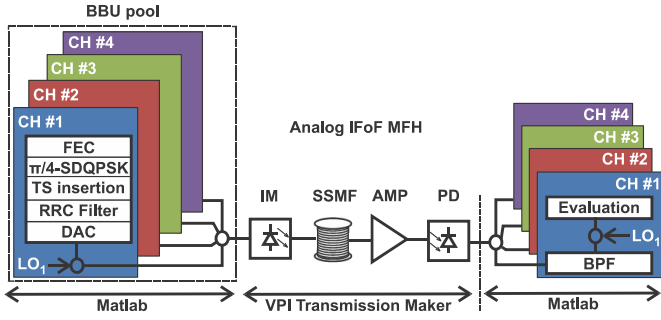 BBU pool
CH #4
CH #3
CH #2
CH #1
FEC
π/4-SDQPSK
TS insertion
RRC Filter
DAC
LO1
Matlab
Analog IFoF MFH
IM
SSMF
AMP
PD
VPI Transmission Maker
CH #4
CH #3
CH #2
CH #1
Evaluation
LO1
BPF
Matlab